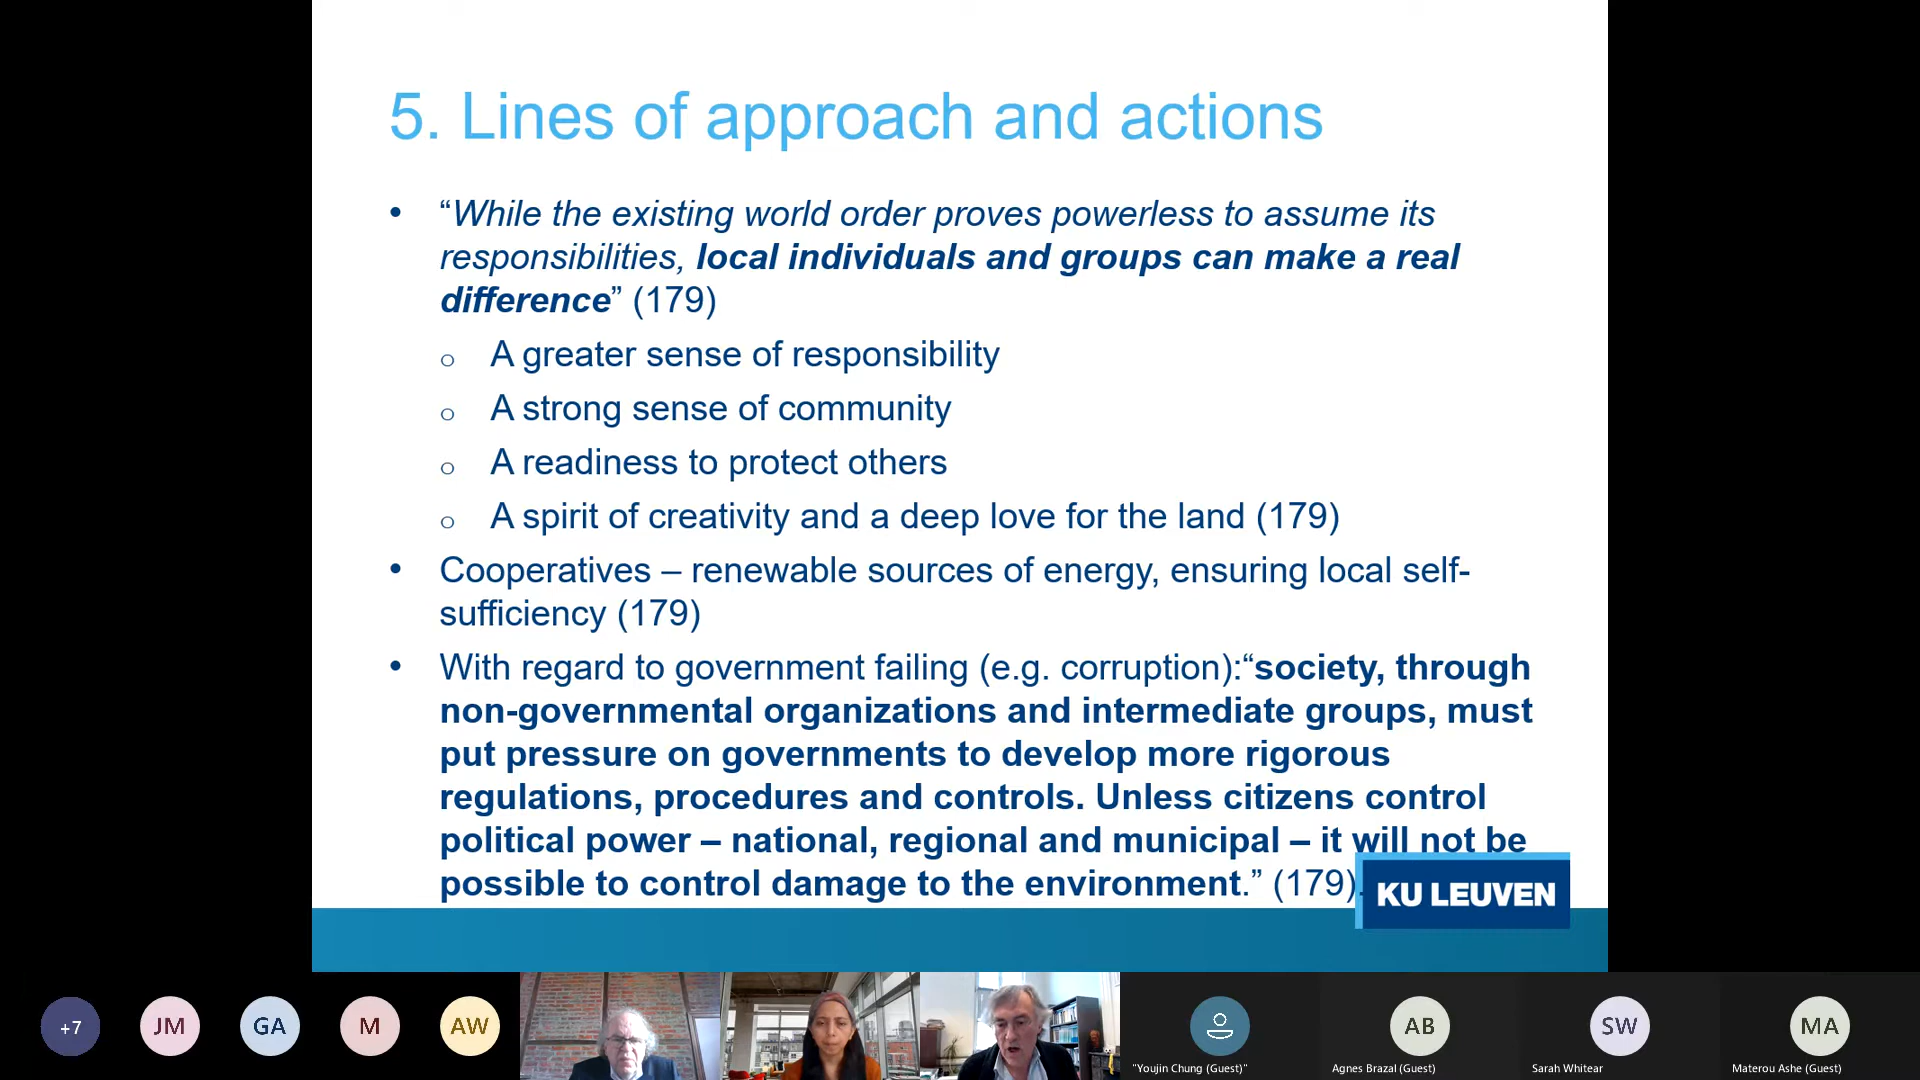 5. Lines of approach and actions
• “While the existing world order proves powerless to assume its
responsibilities, local individuals and groups can make a real
difference” (179)
o A greater sense of responsibility
o A strong sense of community
o A readiness to protect others
o A spirit of creativity and a deep love for the land (179)
• Cooperatives – renewable sources of energy, ensuring local self-
sufficiency (179)
• With regard to government failing (e.g. corruption):“society, through
non-governmental organizations and intermediate groups, must
put pressure on governments to develop more rigorous
regulations, procedures and controls. Unless citizens control
political power – national, regional and municipal – it will not be
possible to control damage to the environment.” (179).
KU LEUVEN
+7
JM
GA
M
AW
AB
SW
MA
"Youjin Chung (Guest)"
Agnes Brazal (Guest)
Sarah Whitear
Materou Ashe (Guest)